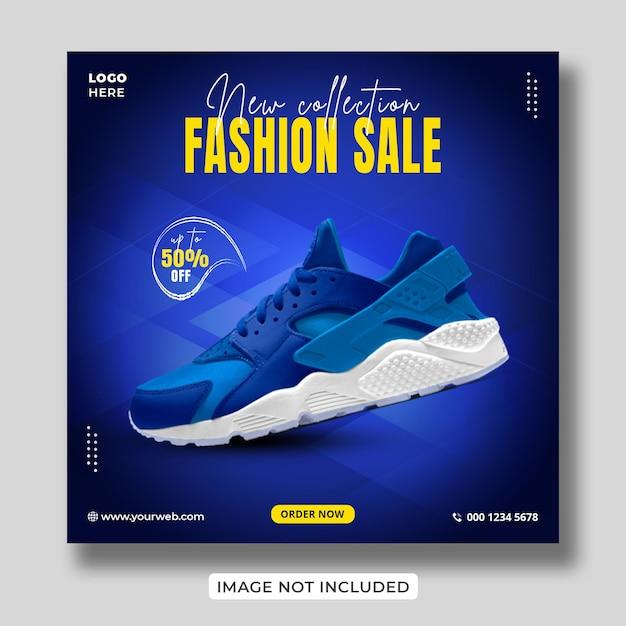 LOGO
HERE
New collection
FASHION SALE
up to
50%
OFF
www.yourweb.com
ORDER NOW
000 1234 5678
IMAGE NOT INCLUDED